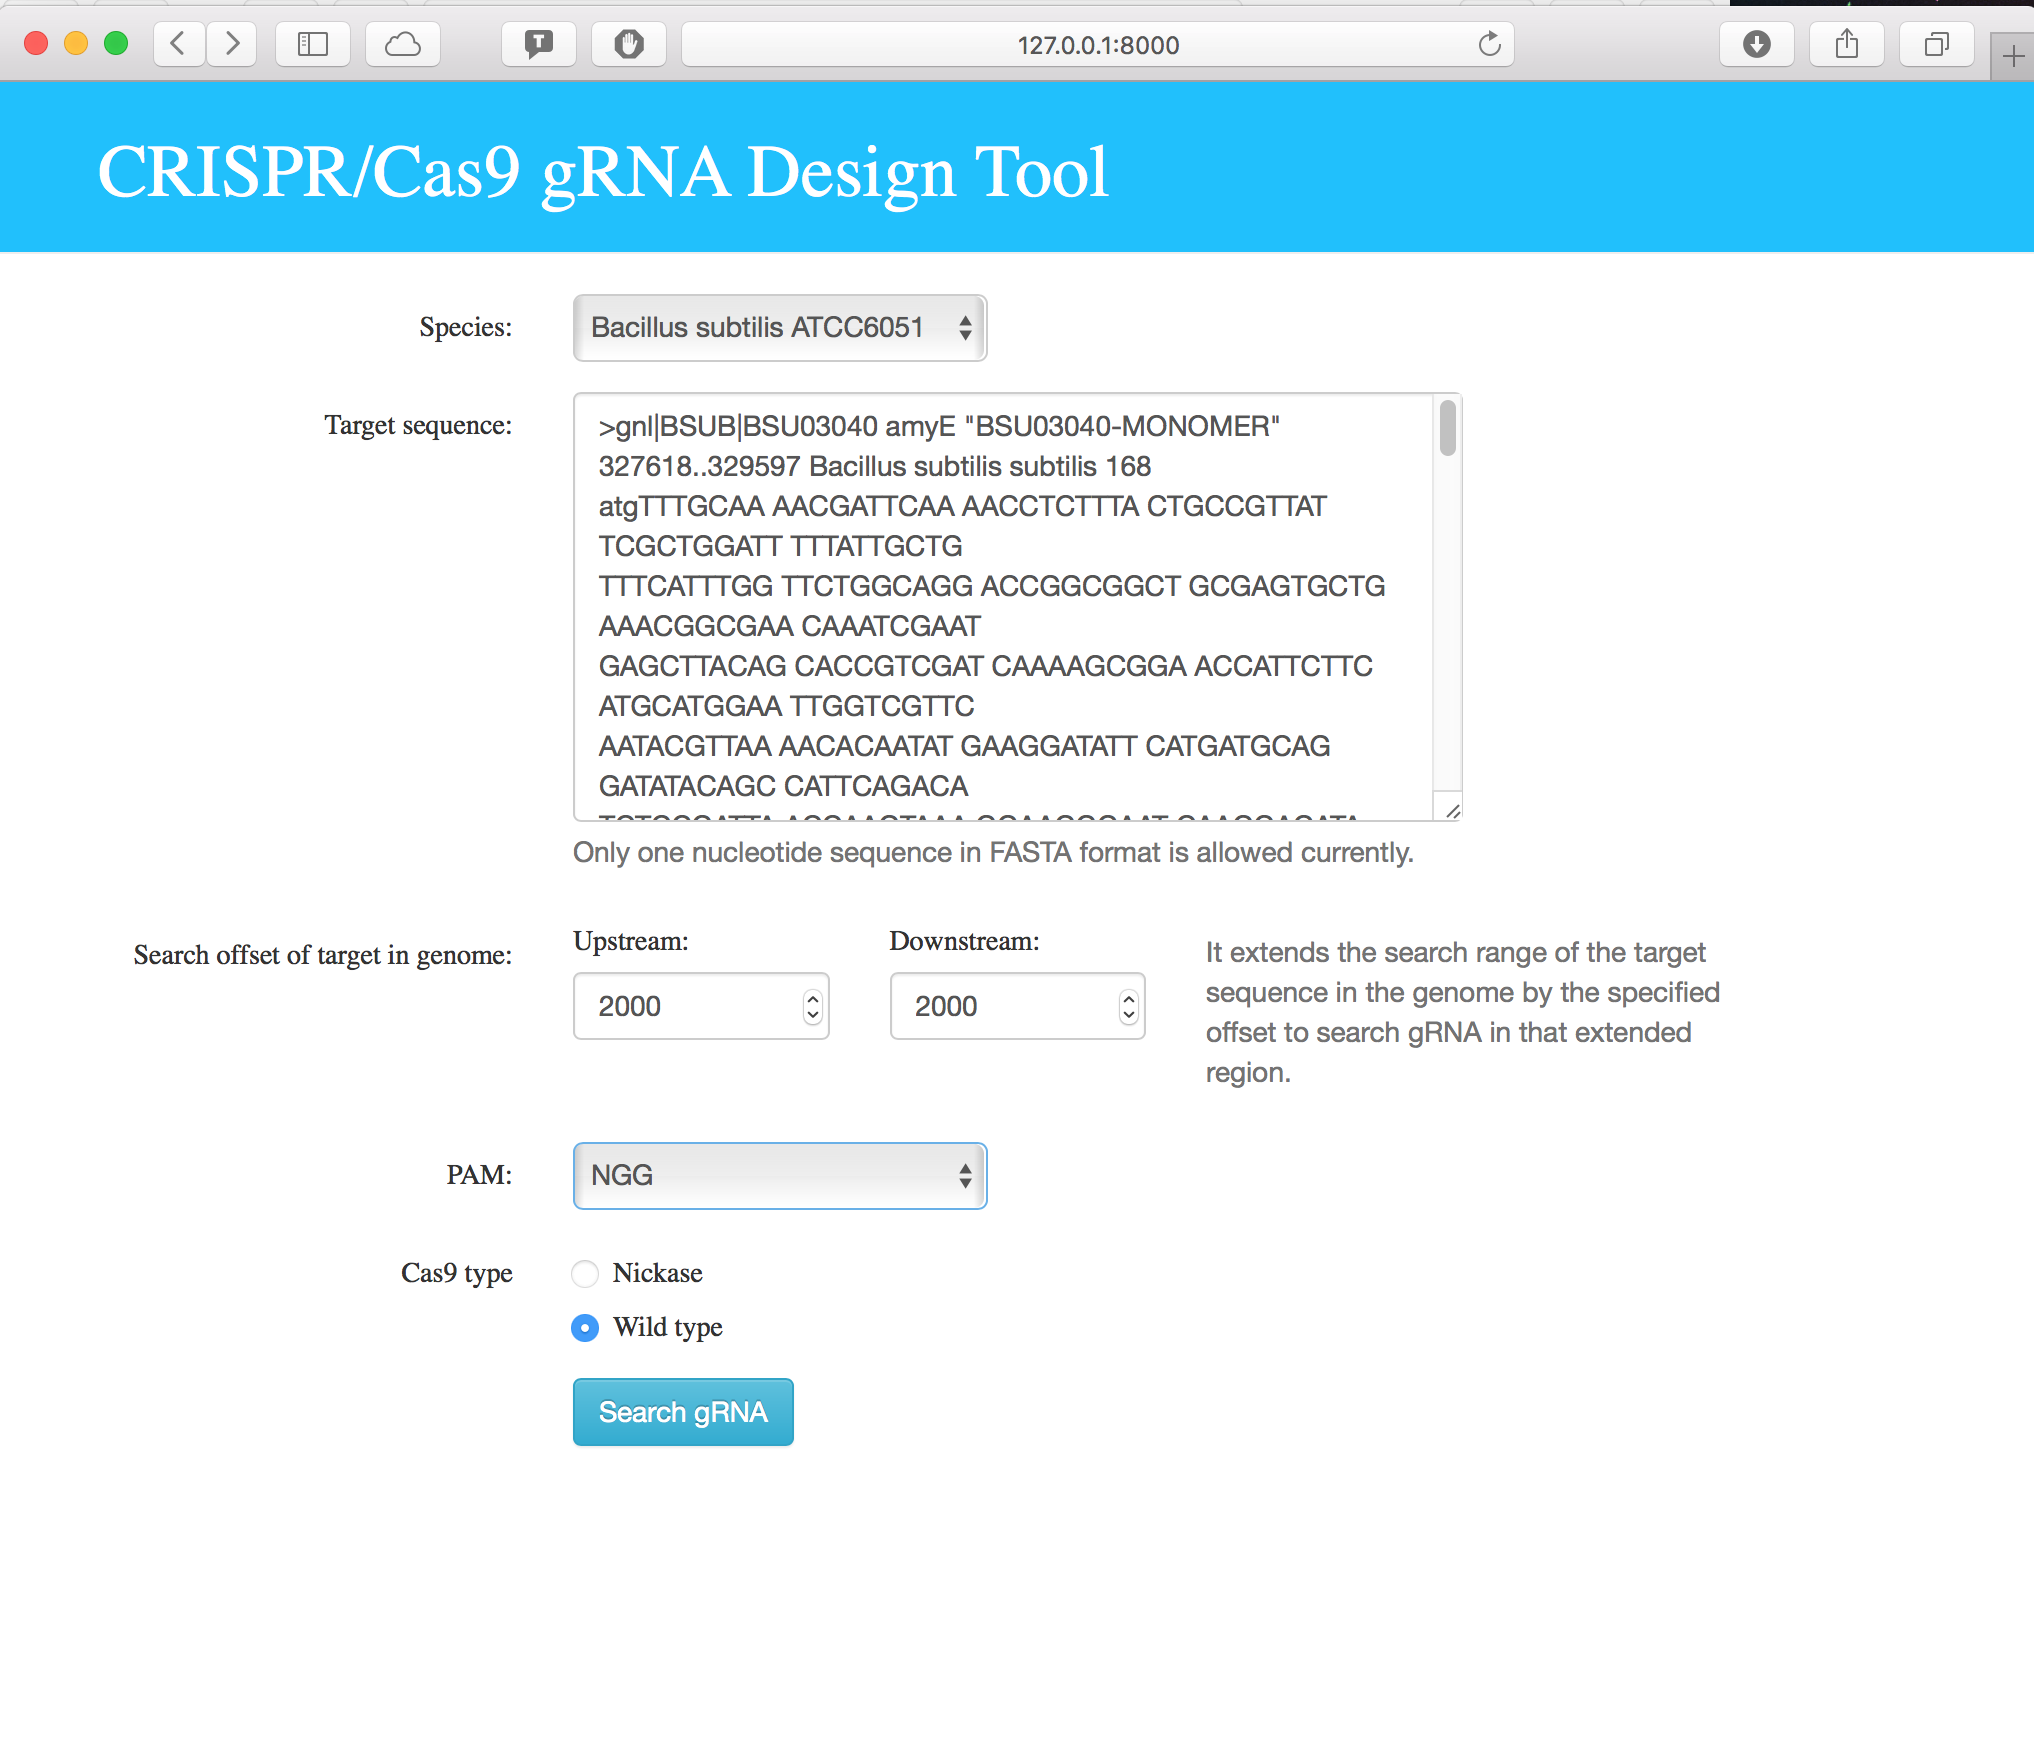 127.0.0.1:8000
CRISPR/Cas9 gRNA Design Tool
Species:
Bacillus subtilis ATCC6051
Target sequence:
>gnl|BSUB|BSU03040 amyE "BSU03040-MONOMER"
327618..329597 Bacillus subtilis subtilis 168
atgTTTGCAA AACGATTCAA AACCTCTTTA CTGCCGTTAT
TCGCTGGATT TTTATTGCTG
TTTCATTTGG TTCTGGCAGG ACCGGCGGCT GCGAGTGCTG
AAACGGCGAA CAAATCGAAT
GAGCTTACAG CACCGTCGAT CAAAAGCGGA ACCATTCTTC
ATGCATGGAA TTGGTCGTTC
AATACGTTAA AACACAATAT GAAGGATATT CATGATGCAG
GATATACAGC CATTCAGACA
Only one nucleotide sequence in FASTA format is allowed currently.
Search offset of target in genome:
Upstream:
Downstream:
2000
2000
It extends the search range of the target
sequence in the genome by the specified
offset to search gRNA in that extended
region.
PAM:
NGG
Cas9 type
Nickase
Wild type
Search gRNA